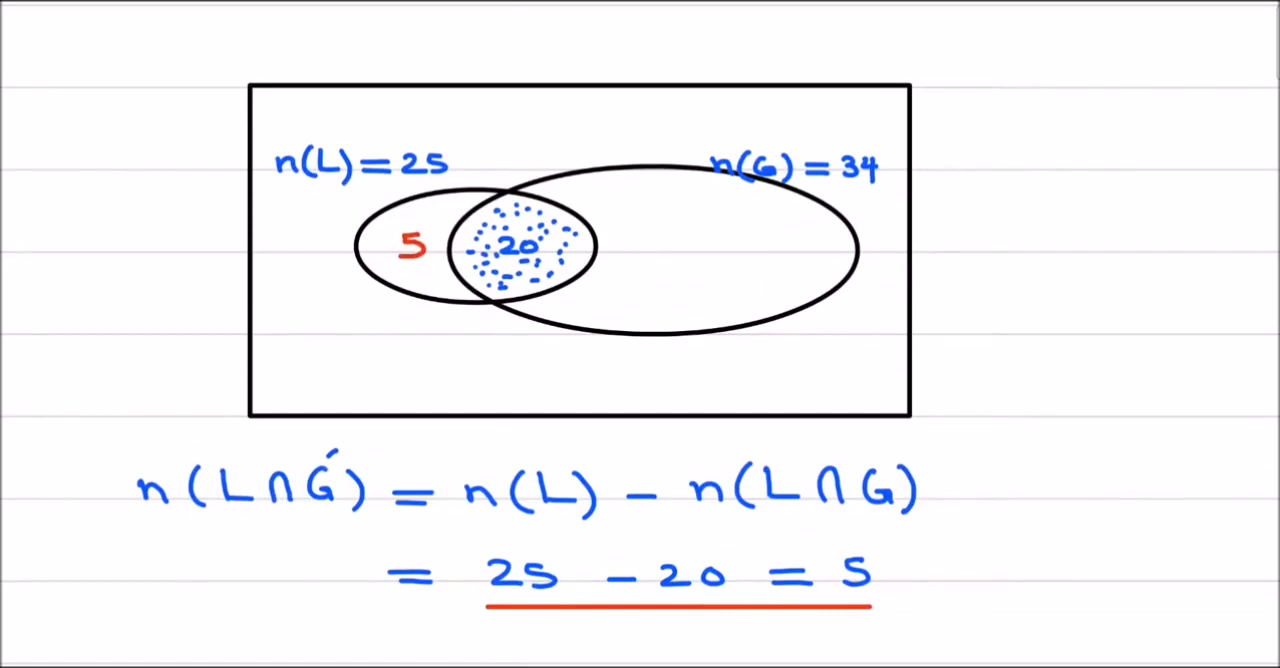 n(L) = 25
n(G) = 34
5
20
n(L∩G′) = n(L) − n(L∩G)
= 25 − 20 = 5